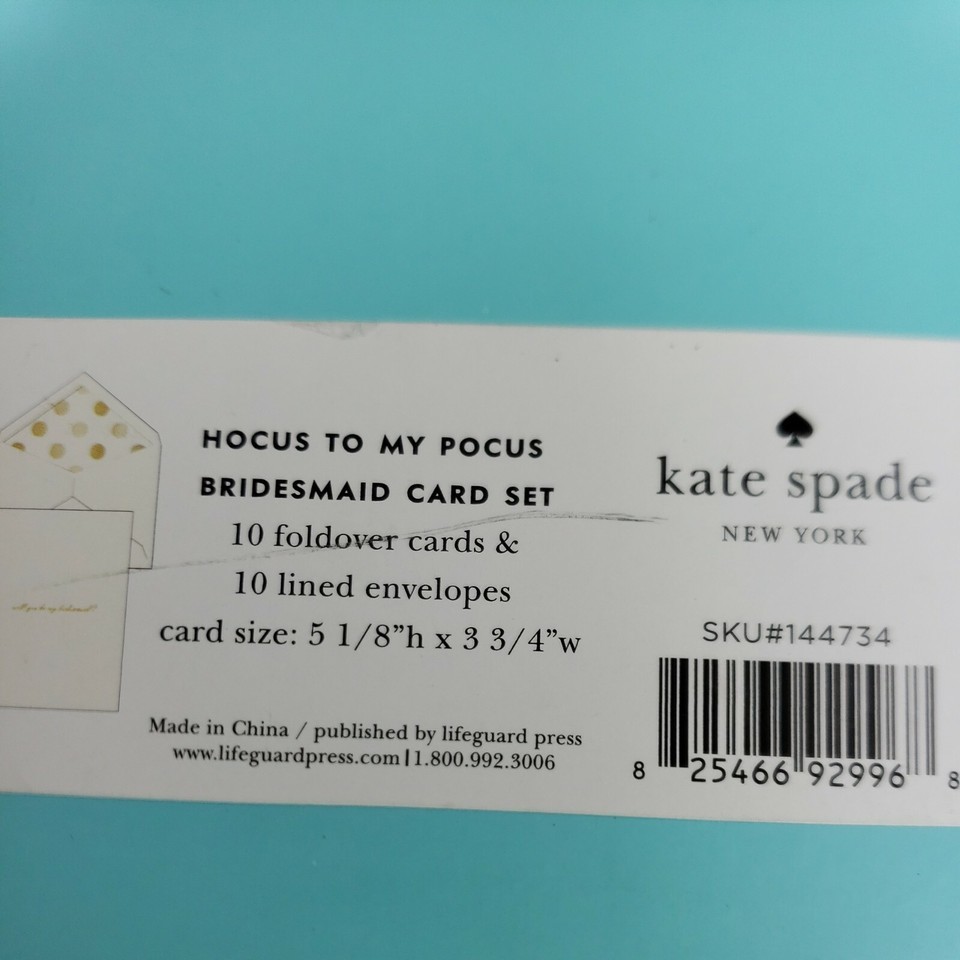 HOCUS TO MY POCUS
BRIDESMAID CARD SET
10 foldover cards &
10 lined envelopes
card size: 5 1/8”h x 3 3/4”w
Made in China / published by lifeguard press
www.lifeguardpress.com | 1.800.992.3006
kate spade
NEW YORK
SKU#144734
8 25466 92996 8